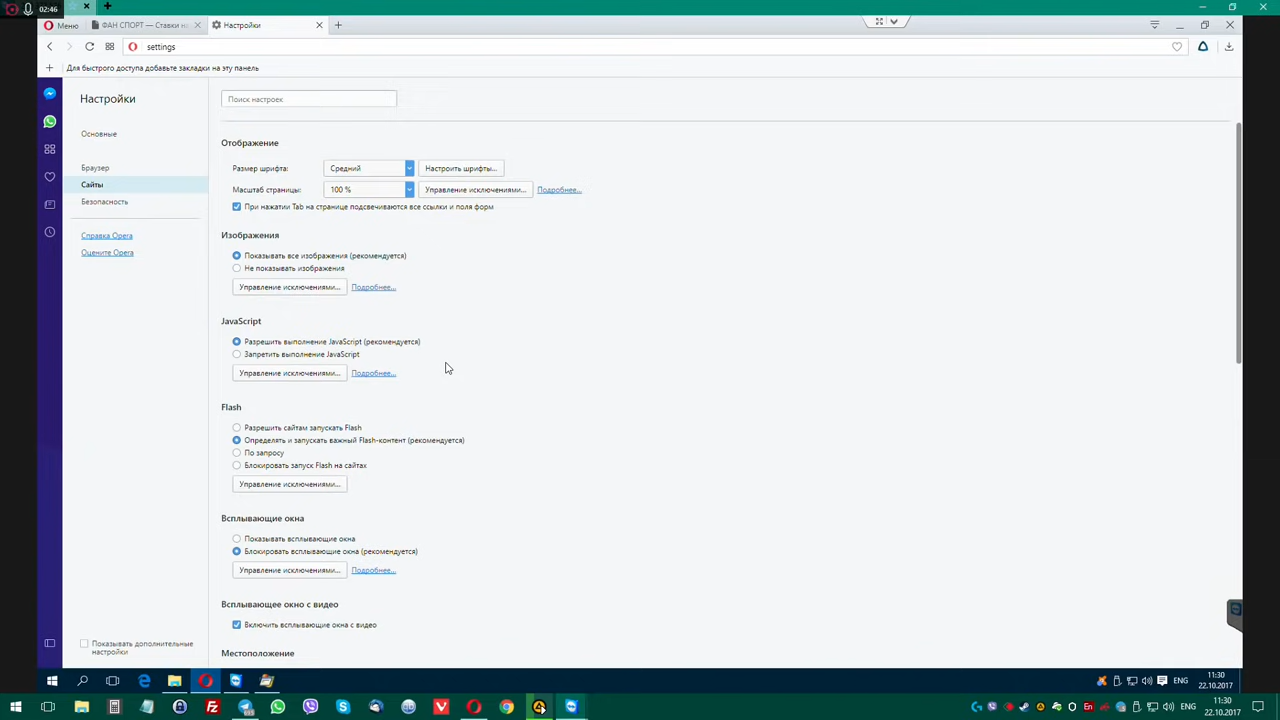 02:46
Меню
ФАН СПОРТ — Ставки на
Настройки
settings
Для быстрого доступа добавьте закладки на эту панель
Настройки
Основные
Браузер
Сайты
Безопасность
Справка Opera
Оцените Opera
Показывать дополнительные
настройки
Поиск настроек
Отображение
Размер шрифта: Средний Настроить шрифты...
Масштаб страницы: 100 % Управление исключениями... Подробнее...
При нажатии Tab на странице подсвечиваются все ссылки и поля форм
Изображения
Показывать все изображения (рекомендуется)
Не показывать изображения
Управление исключениями... Подробнее...
JavaScript
Разрешить выполнение JavaScript (рекомендуется)
Запретить выполнение JavaScript
Управление исключениями... Подробнее...
Flash
Разрешить сайтам запускать Flash
Определять и запускать важный Flash-контент (рекомендуется)
По запросу
Блокировать запуск Flash на сайтах
Управление исключениями...
Всплывающие окна
Показывать всплывающие окна
Блокировать всплывающие окна (рекомендуется)
Управление исключениями... Подробнее...
Всплывающее окно с видео
Включить всплывающие окна с видео
Местоположение
ENG
11:30
22.10.2017
ENG
11:30
22.10.2017